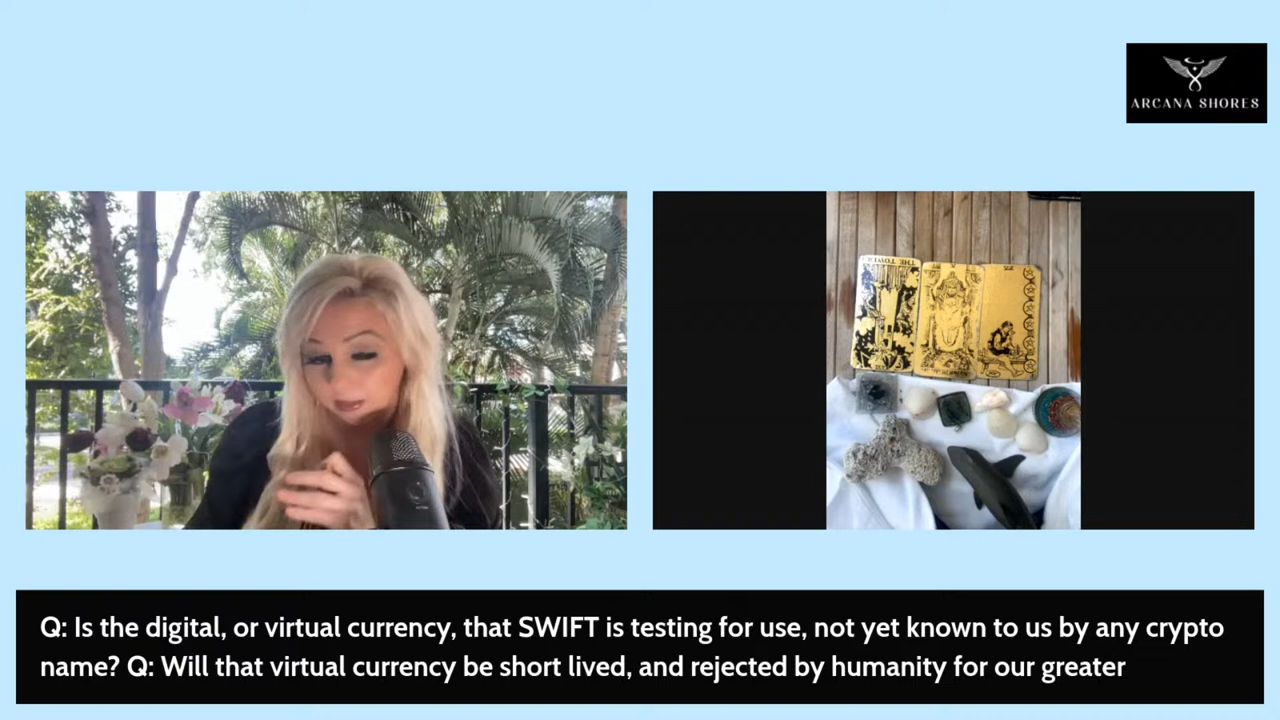 ARCANA SHORES
THE TOWER
Q: Is the digital, or virtual currency, that SWIFT is testing for use, not yet known to us by any crypto
name? Q: Will that virtual currency be short lived, and rejected by humanity for our greater